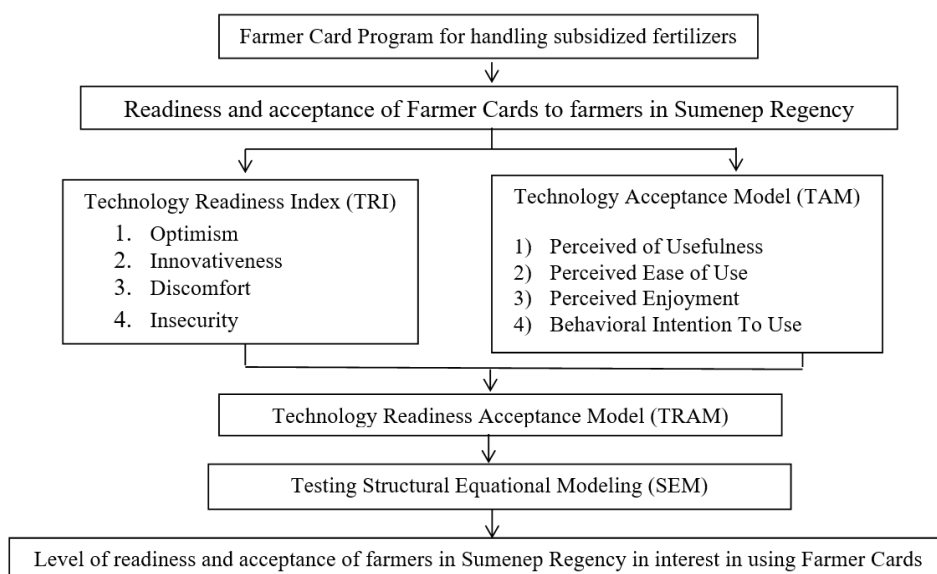 Farmer Card Program for handling subsidized fertilizers
Readiness and acceptance of Farmer Cards to farmers in Sumenep Regency
Technology Readiness Index (TRI)
1. Optimism
2. Innovativeness
3. Discomfort
4. Insecurity
Technology Acceptance Model (TAM)
1) Perceived of Usefulness
2) Perceived Ease of Use
3) Perceived Enjoyment
4) Behavioral Intention To Use
Technology Readiness Acceptance Model (TRAM)
Testing Structural Equational Modeling (SEM)
Level of readiness and acceptance of farmers in Sumenep Regency in interest in using Farmer Cards